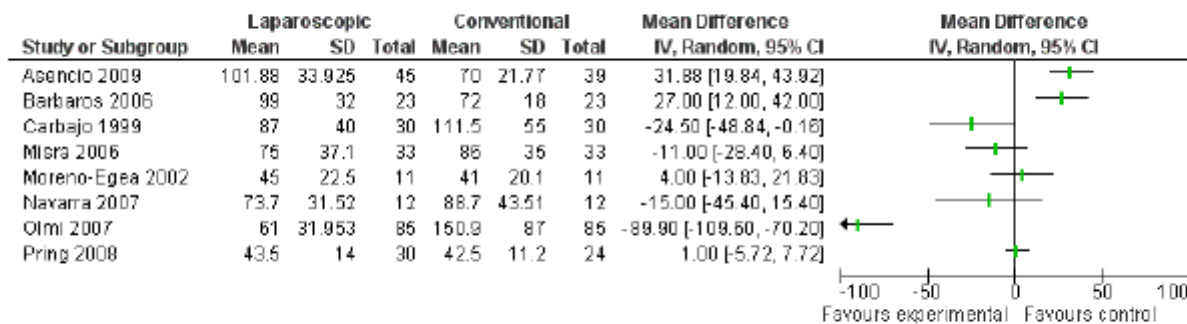 Laparoscopic Conventional Mean Difference Mean Difference
Study or Subgroup Mean SD Total Mean SD Total IV, Random, 95% CI IV, Random, 95% CI
Asencio 2009 101.88 33.925 45 70 21.77 39 31.88 [19.84, 43.92]
Barbaros 2006 99 32 23 72 18 23 27.00 [12.00, 42.00]
Carbajo 1999 87 40 30 111.5 55 30 -24.50 [-48.84, -0.16]
Misra 2006 75 37.1 33 86 35 33 -11.00 [-28.40, 6.40]
Moreno-Egea 2002 45 22.5 11 41 20.1 11 4.00 [-13.83, 21.83]
Navarra 2007 73.7 31.52 12 88.7 43.51 12 -15.00 [-45.40, 15.40]
Olmi 2007 61 31.953 85 150.9 87 85 -89.90 [-109.60, -70.20]
Pring 2008 43.5 14 30 42.5 11.2 24 1.00 [-5.72, 7.72]
-100 -50 0 50 100
Favours experimental Favours control